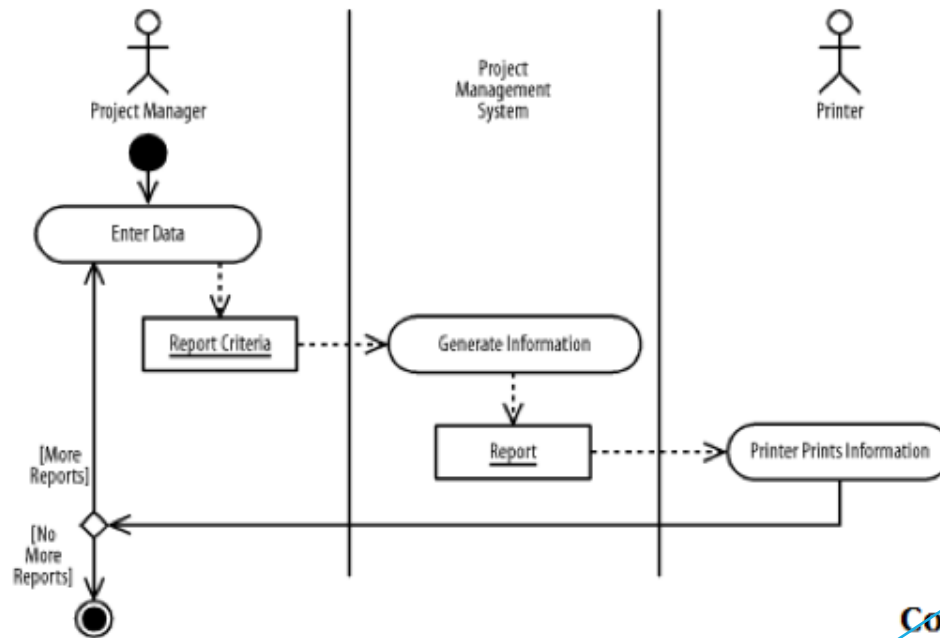 Project
Management
System
Project Manager
Printer
Enter Data
Report Criteria
Generate Information
Report
Printer Prints Information
[More
Reports]
[No
More
Reports]